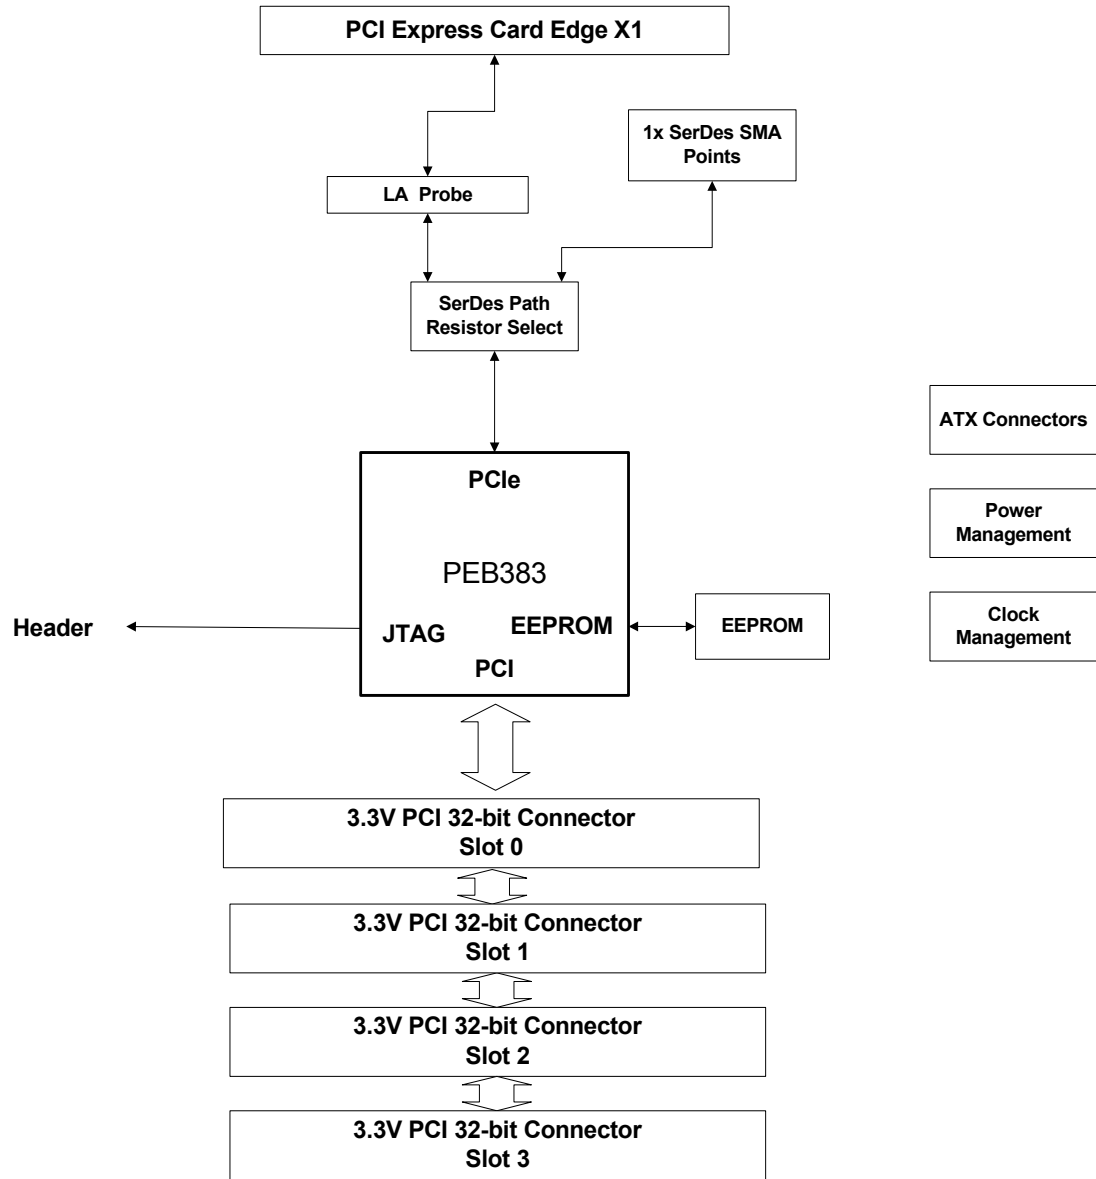 PCI Express Card Edge X1
1x SerDes SMA
Points
LA Probe
SerDes Path
Resistor Select
ATX Connectors
PCIe
Power
Management
PEB383
Clock
Management
Header
JTAG
EEPROM
EEPROM
PCI
3.3V PCI 32-bit Connector
Slot 0
3.3V PCI 32-bit Connector
Slot 1
3.3V PCI 32-bit Connector
Slot 2
3.3V PCI 32-bit Connector
Slot 3